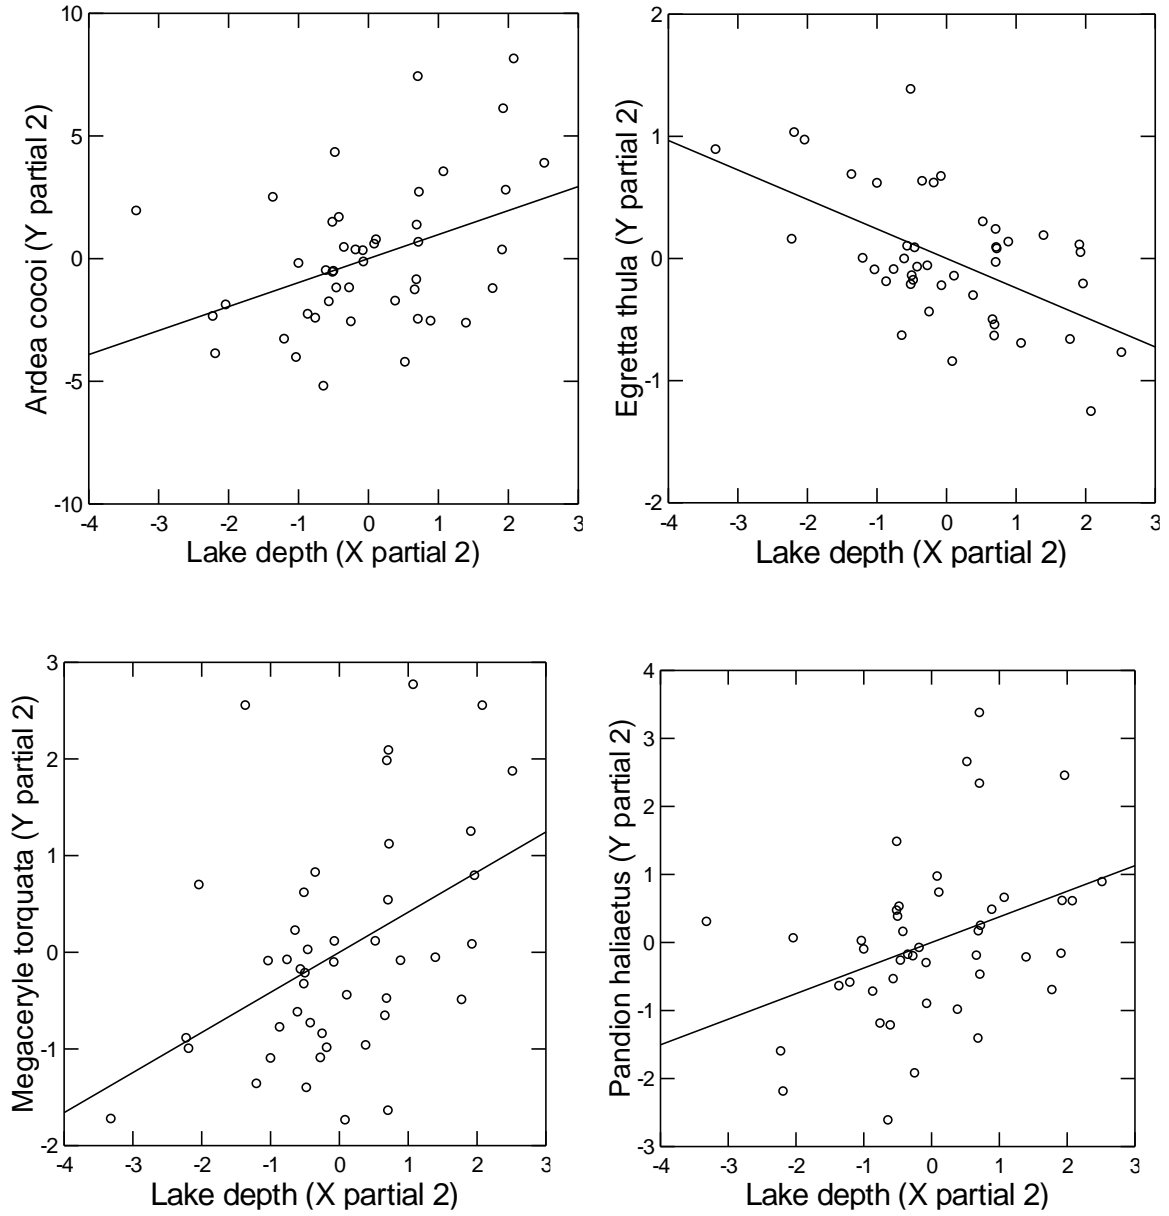 Ardea cocoi (Y partial 2)
10
5
0
-5
-10
-4 -3 -2 -1 0 1 2 3
Lake depth (X partial 2)
Egretta thula (Y partial 2)
2
1
0
-1
-2
-4 -3 -2 -1 0 1 2 3
Lake depth (X partial 2)
Megaceryle torquata (Y partial 2)
3
2
1
0
-1
-2
-4 -3 -2 -1 0 1 2 3
Lake depth (X partial 2)
Pandion haliaetus (Y partial 2)
4
3
2
1
0
-1
-2
-3
-4 -3 -2 -1 0 1 2 3
Lake depth (X partial 2)